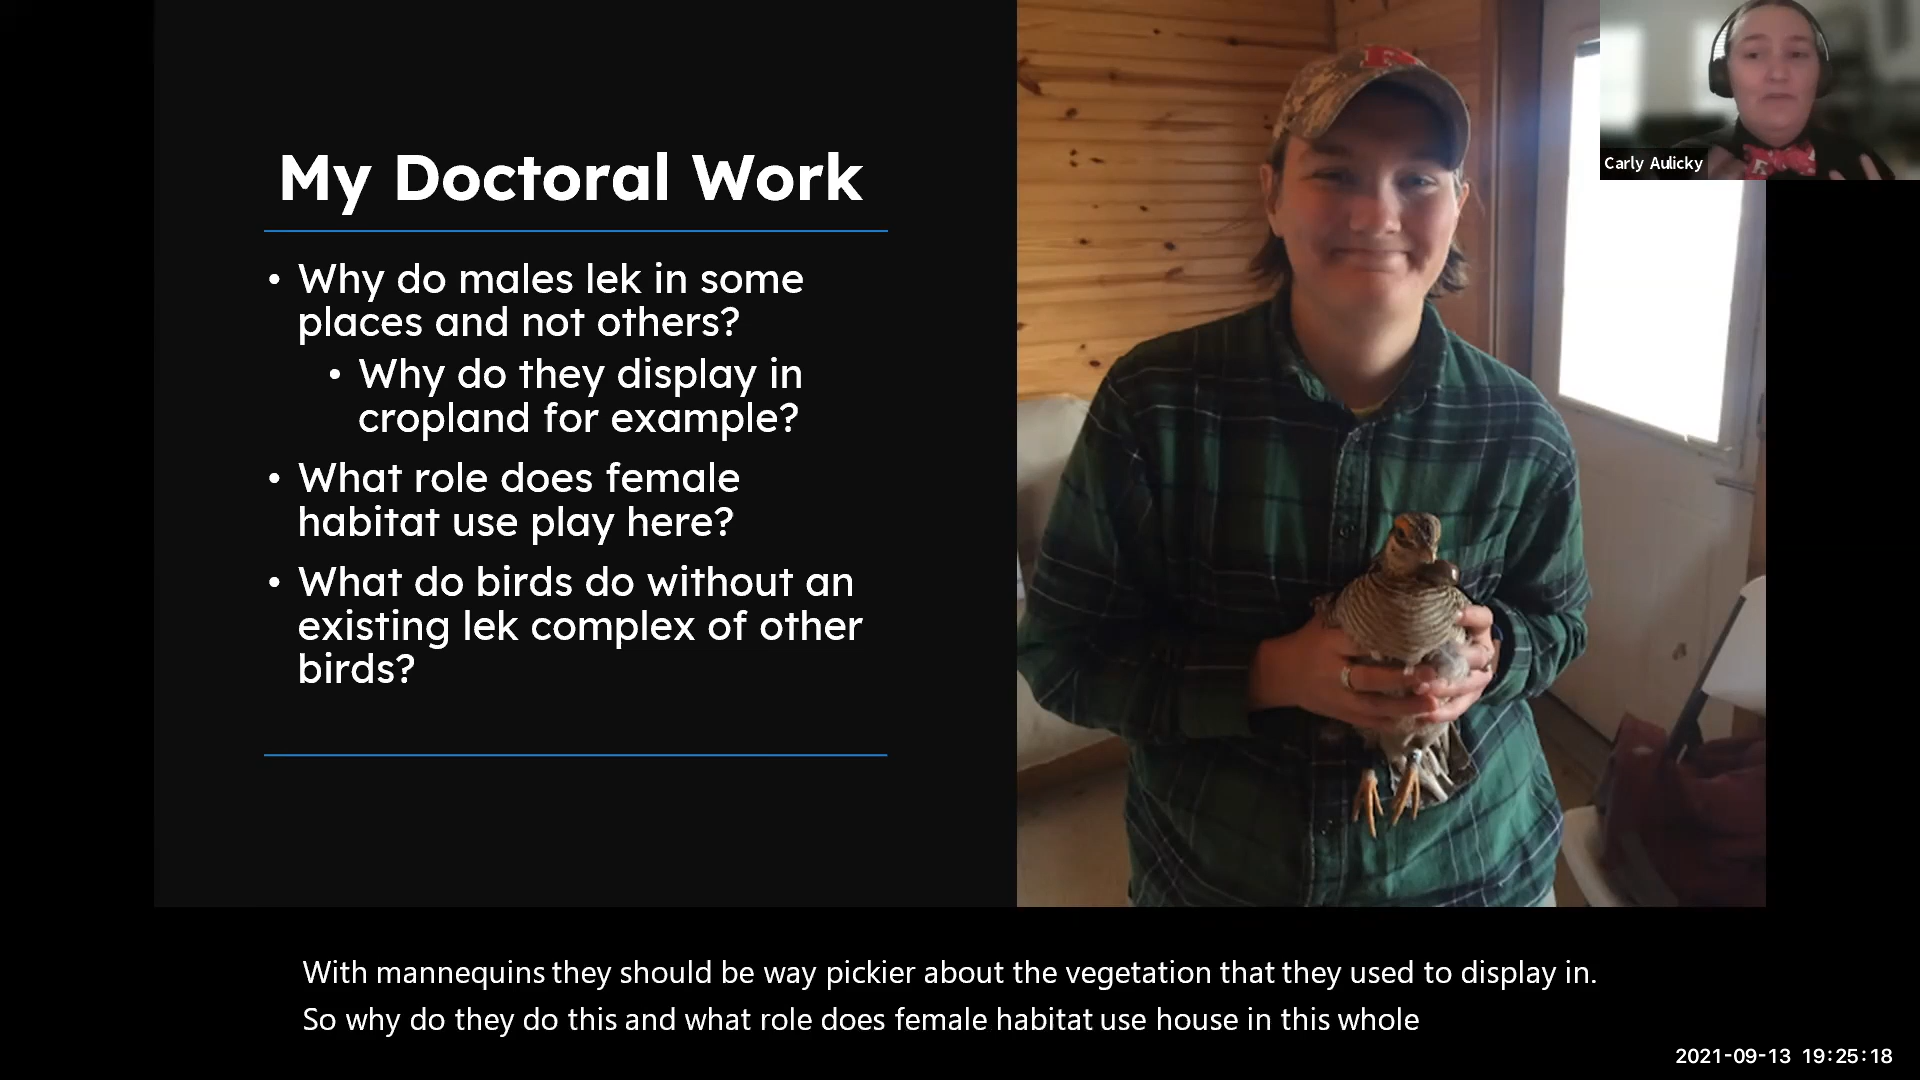 Carly Aulicky
My Doctoral Work
• Why do males lek in some
places and not others?
• Why do they display in
cropland for example?
• What role does female
habitat use play here?
• What do birds do without an
existing lek complex of other
birds?
With mannequins they should be way pickier about the vegetation that they used to display in.
So why do they do this and what role does female habitat use house in this whole
2021-09-13 19:25:18